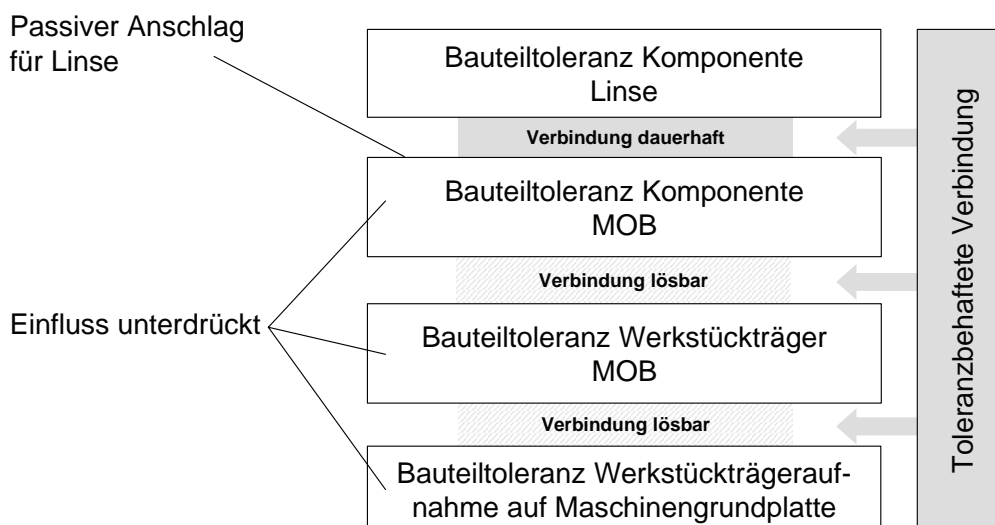 Passiver Anschlag
für Linse
Bauteiltoleranz Komponente
Linse
Verbindung dauerhaft
Bauteiltoleranz Komponente
MOB
Verbindung lösbar
Einfluss unterdrückt
Bauteiltoleranz Werkstückträger
MOB
Verbindung lösbar
Bauteiltoleranz Werkstückträgerauf-
nahme auf Maschinengrundplatte
Toleranzbehaftete Verbindung